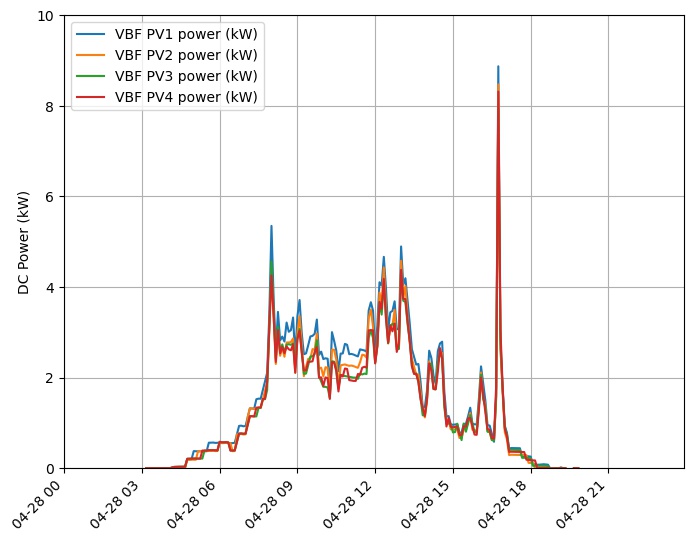 10
8
6
4
2
0
DC Power (kW)
VBF PV1 power (kW)
VBF PV2 power (kW)
VBF PV3 power (kW)
VBF PV4 power (kW)
04-28 00
04-28 03
04-28 06
04-28 09
04-28 12
04-28 15
04-28 18
04-28 21